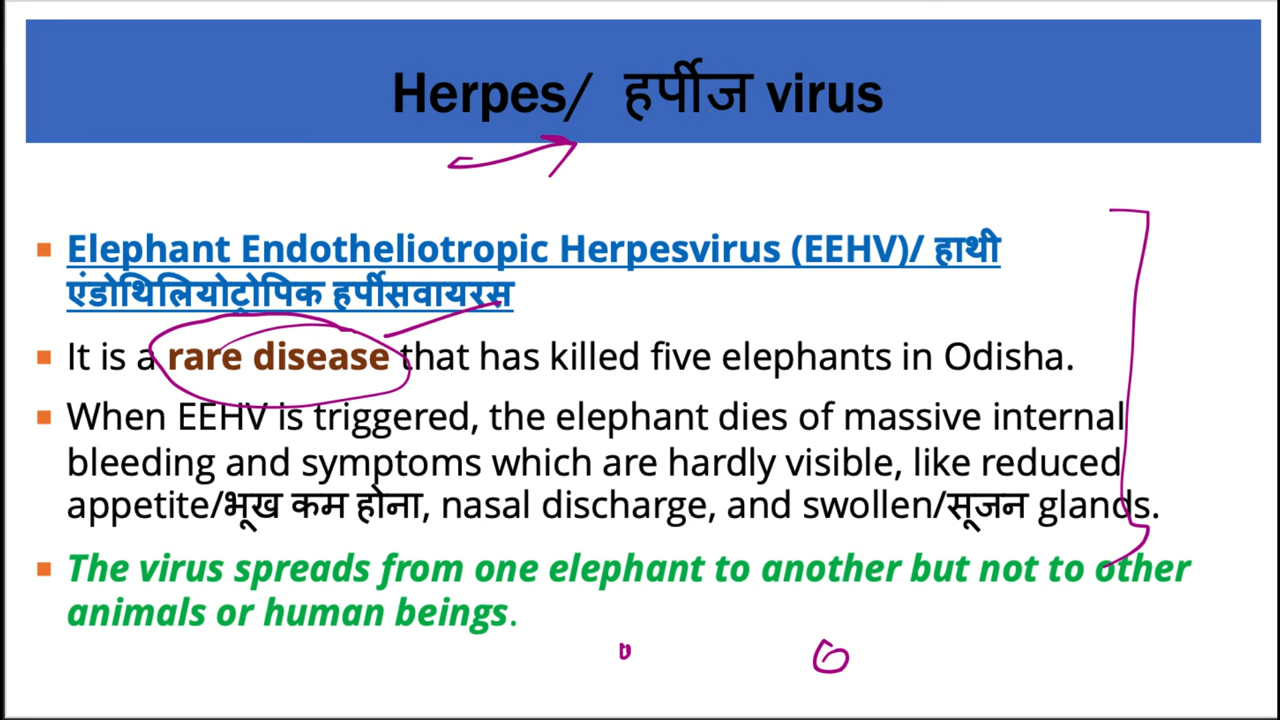 Herpes/ हर्पीज virus
Elephant Endotheliotropic Herpesvirus (EEHV)/ हाथी
एंडोथिलियोट्रोपिक हर्पीसवायरस
It is a rare disease that has killed five elephants in Odisha.
When EEHV is triggered, the elephant dies of massive internal
bleeding and symptoms which are hardly visible, like reduced
appetite/भूख कम होना, nasal discharge, and swollen/सूजन glands.
The virus spreads from one elephant to another but not to other
animals or human beings.